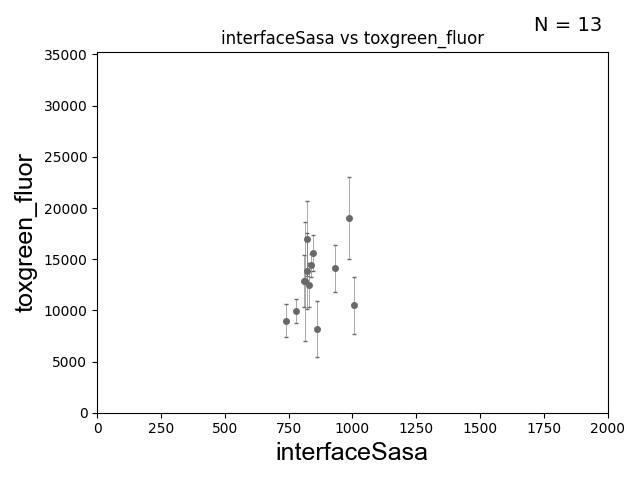 N = 13
interfaceSasa vs toxgreen_fluor
35000
30000
25000
20000
15000
10000
5000
0
toxgreen_fluor
0 250 500 750 1000 1250 1500 1750 2000
interfaceSasa